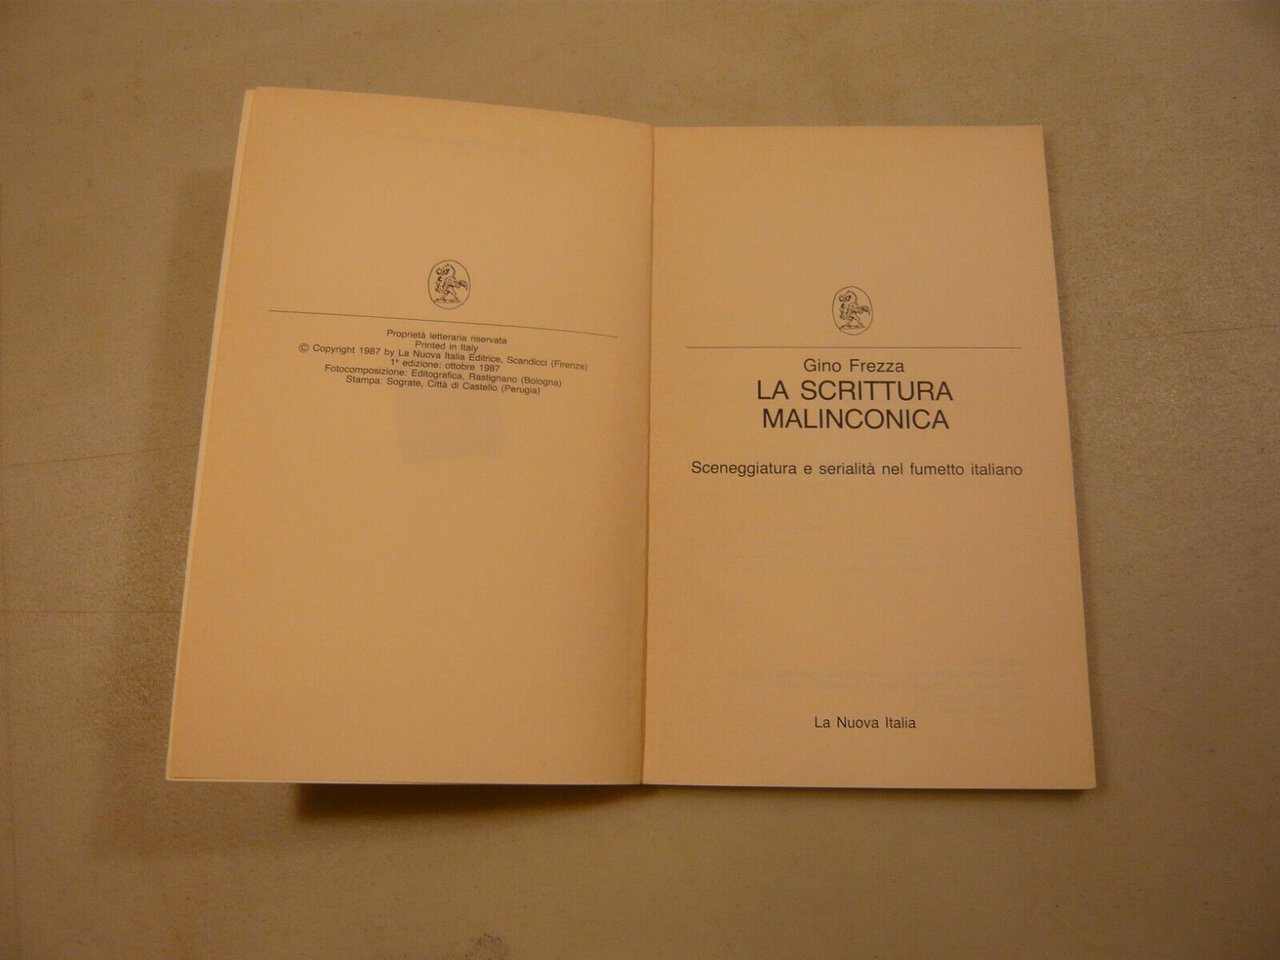 Proprietà letteraria riservata
Printed in Italy
© Copyright 1987 by La Nuova Italia Editrice, Scandicci (Firenze)
1ª edizione: ottobre 1987
Fotocomposizione: Editografica, Rastignano (Bologna)
Stampa: Sograte, Città di Castello (Perugia)
Gino Frezza
LA SCRITTURA
MALINCONICA
Sceneggiatura e serialità nel fumetto italiano
La Nuova Italia